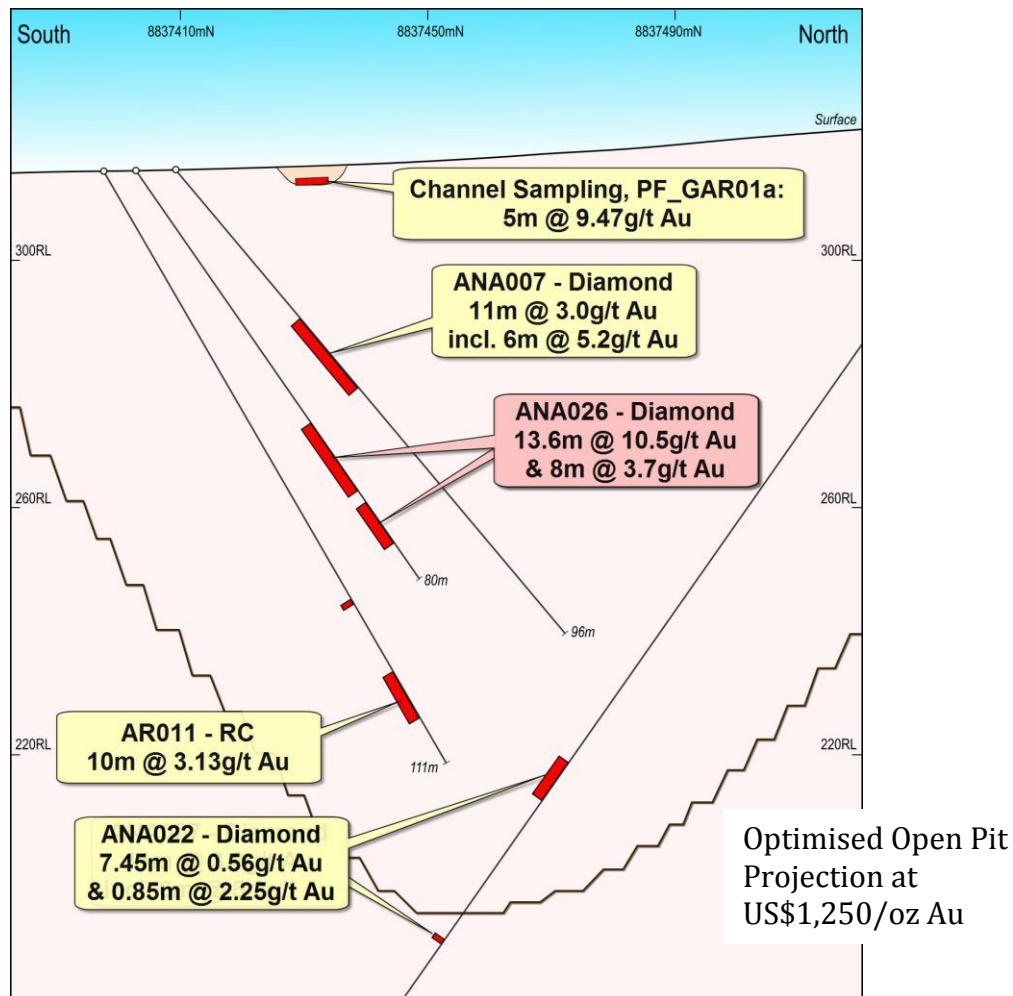 South
8837410mN
8837450mN
8837490mN
North
Surface
Channel Sampling, PF_GAR01a:
5m @ 9.47g/t Au
300RL
300RL
ANA007 - Diamond
11m @ 3.0g/t Au
incl. 6m @ 5.2g/t Au
ANA026 - Diamond
13.6m @ 10.5g/t Au
& 8m @ 3.7g/t Au
260RL
260RL
80m
96m
AR011 - RC
10m @ 3.13g/t Au
220RL
220RL
111m
ANA022 - Diamond
7.45m @ 0.56g/t Au
& 0.85m @ 2.25g/t Au
Optimised Open Pit
Projection at
US$1,250/oz Au